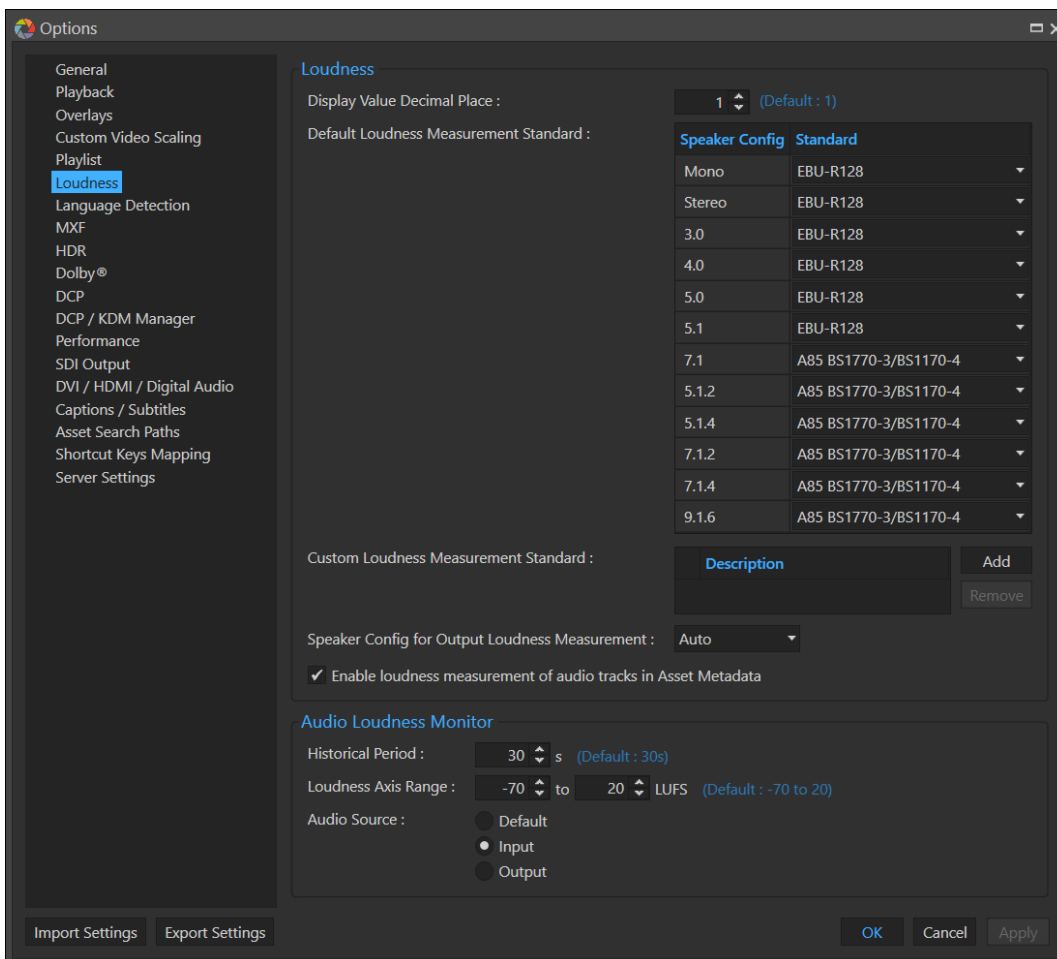 Options
General
Playback
Overlays
Custom Video Scaling
Playlist
Loudness
Language Detection
MXF
HDR
Dolby®
DCP
DCP / KDM Manager
Performance
SDI Output
DVI / HDMI / Digital Audio
Captions / Subtitles
Asset Search Paths
Shortcut Keys Mapping
Server Settings
Loudness
Display Value Decimal Place : 1 (Default : 1)
Default Loudness Measurement Standard :
Speaker Config Standard
Mono EBU-R128
Stereo EBU-R128
3.0 EBU-R128
4.0 EBU-R128
5.0 EBU-R128
5.1 EBU-R128
7.1 A85 BS1770-3/BS1170-4
5.1.2 A85 BS1770-3/BS1170-4
5.1.4 A85 BS1770-3/BS1170-4
7.1.2 A85 BS1770-3/BS1170-4
7.1.4 A85 BS1770-3/BS1170-4
9.1.6 A85 BS1770-3/BS1170-4
Custom Loudness Measurement Standard : Description Add
Remove
Speaker Config for Output Loudness Measurement : Auto
Enable loudness measurement of audio tracks in Asset Metadata
Audio Loudness Monitor
Historical Period : 30 s (Default : 30s)
Loudness Axis Range : -70 to 20 LUFS (Default : -70 to 20)
Audio Source : Default
Input
Output
Import Settings Export Settings OK Cancel Apply